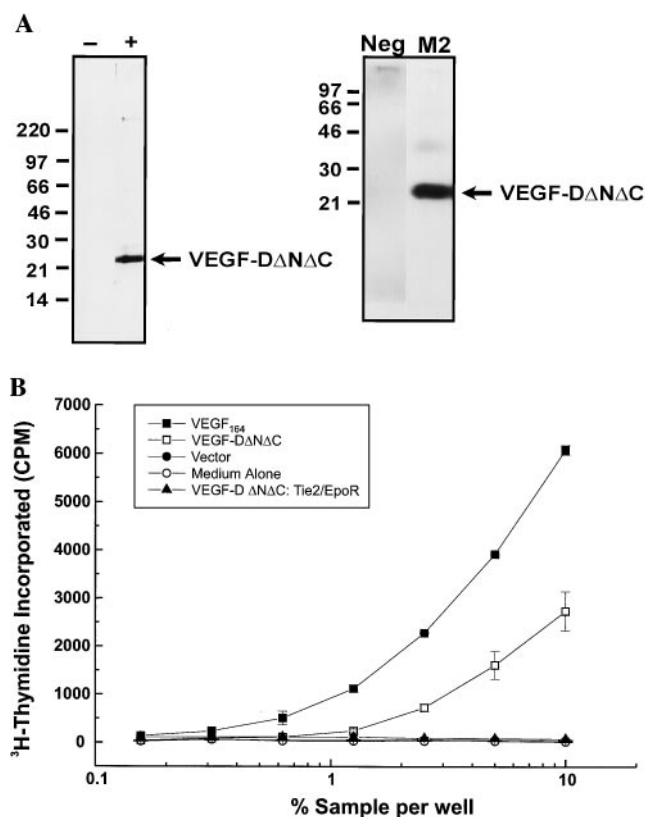 A
– +
220
97
66
46
30
21
14
VEGF-DΔNΔC
Neg M2
97
66
46
30
21
VEGF-DΔNΔC
B
7000
6000
5000
4000
3000
2000
1000
0
³H-Thymidine Incorporated (CPM)
VEGF₁₆₄
VEGF-DΔNΔC
Vector
Medium Alone
VEGF-D ΔNΔC: Tie2/EpoR
0.1 1 10
% Sample per well